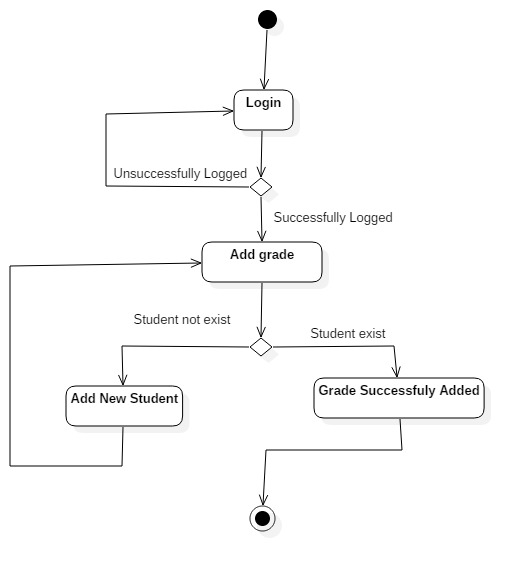 Login
Unsuccessfully Logged
Successfully Logged
Add grade
Student not exist
Student exist
Add New Student
Grade Successfuly Added